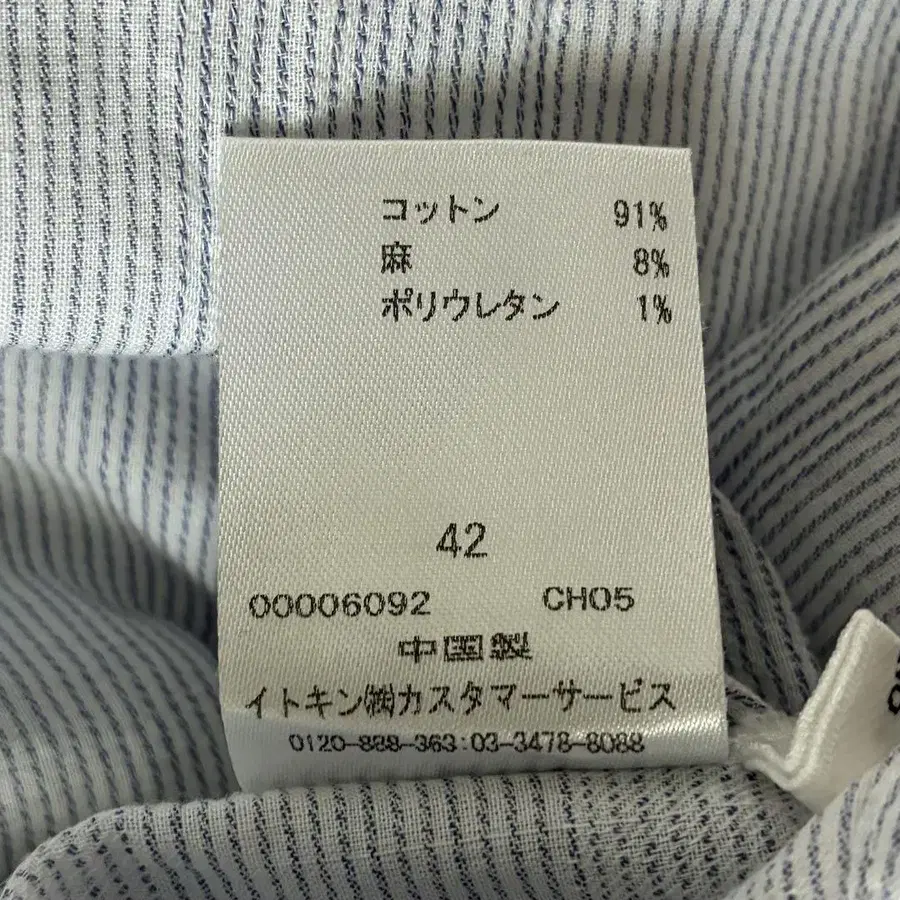 コットン 91%
麻 8%
ポリウレタン 1%
42
00006092 CH05
中国製
イトキン㈱カスタマーサービス
0120-888-363:03-3478-8088